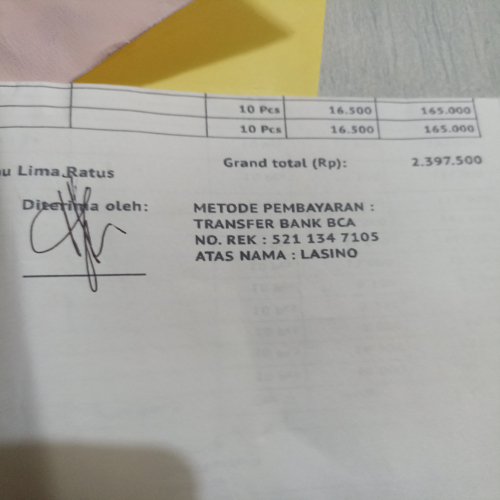 10 Pcs 16.500 165.000
10 Pcs 16.500 165.000
Lima Ratus
Grand total (Rp): 2.397.500
Diterima oleh:
METODE PEMBAYARAN :
TRANSFER BANK BCA
NO. REK : 521 134 7105
ATAS NAMA : LASINO